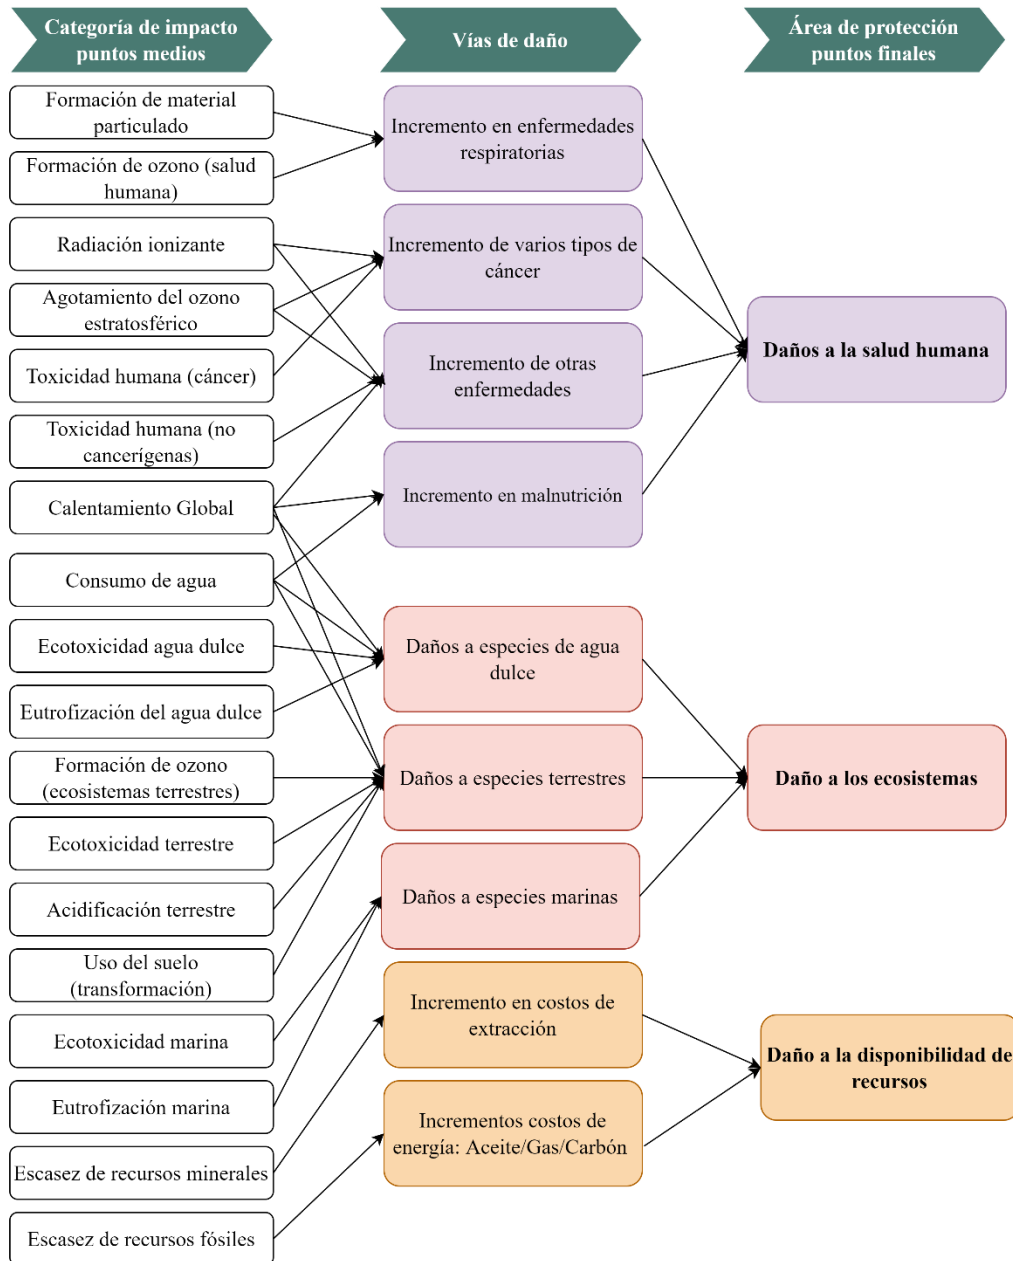 Categoría de impacto
puntos medios
Vías de daño
Área de protección
puntos finales
Formación de material
particulado
Formación de ozono (salud
humana)
Radiación ionizante
Agotamiento del ozono
estratosférico
Toxicidad humana (cáncer)
Toxicidad humana (no
cancerígenas)
Calentamiento Global
Consumo de agua
Ecotoxicidad agua dulce
Eutrofización del agua dulce
Formación de ozono
(ecosistemas terrestres)
Ecotoxicidad terrestre
Acidificación terrestre
Uso del suelo
(transformación)
Ecotoxicidad marina
Eutrofización marina
Escasez de recursos minerales
Escasez de recursos fósiles
Incremento en enfermedades
respiratorias
Incremento de varios tipos de
cáncer
Incremento de otras
enfermedades
Incremento en malnutrición
Daños a especies de agua
dulce
Daños a especies terrestres
Daños a especies marinas
Incremento en costos de
extracción
Incrementos costos de
energía: Aceite/Gas/Carbón
Daños a la salud humana
Daño a los ecosistemas
Daño a la disponibilidad de
recursos